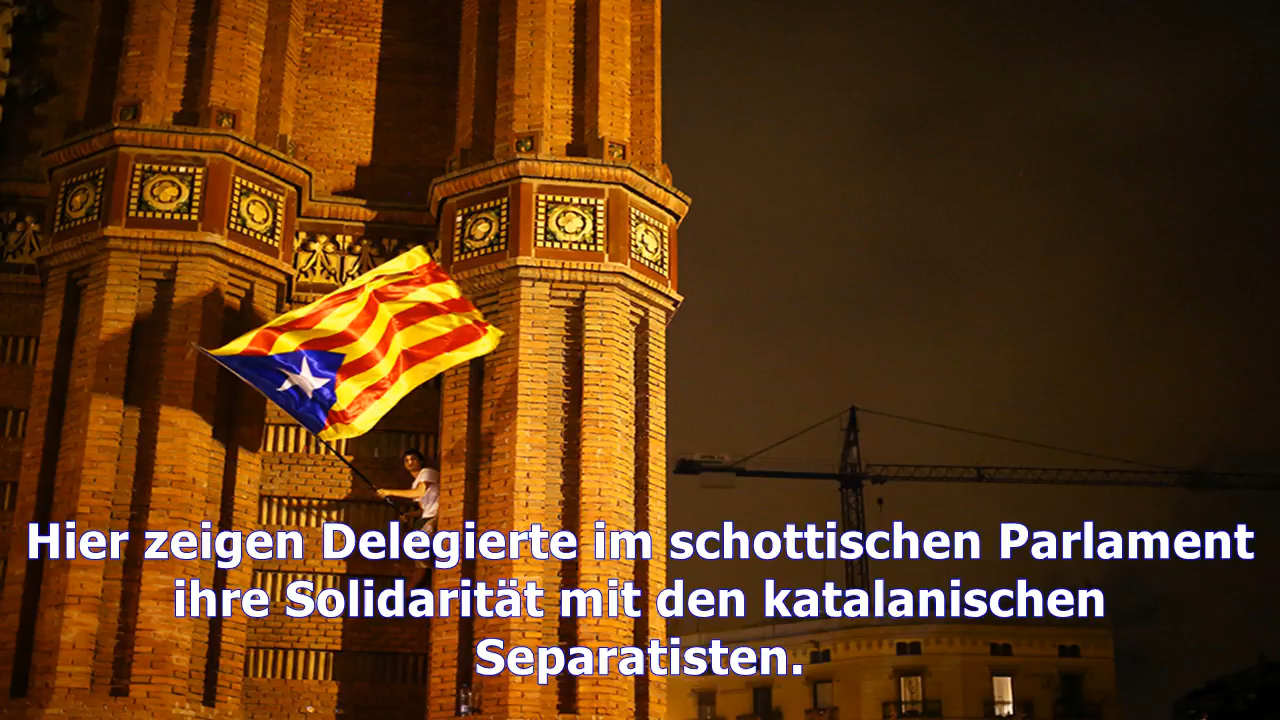 Hier zeigen Delegierte im schottischen Parlament
ihre Solidarität mit den katalanischen
Separatisten.